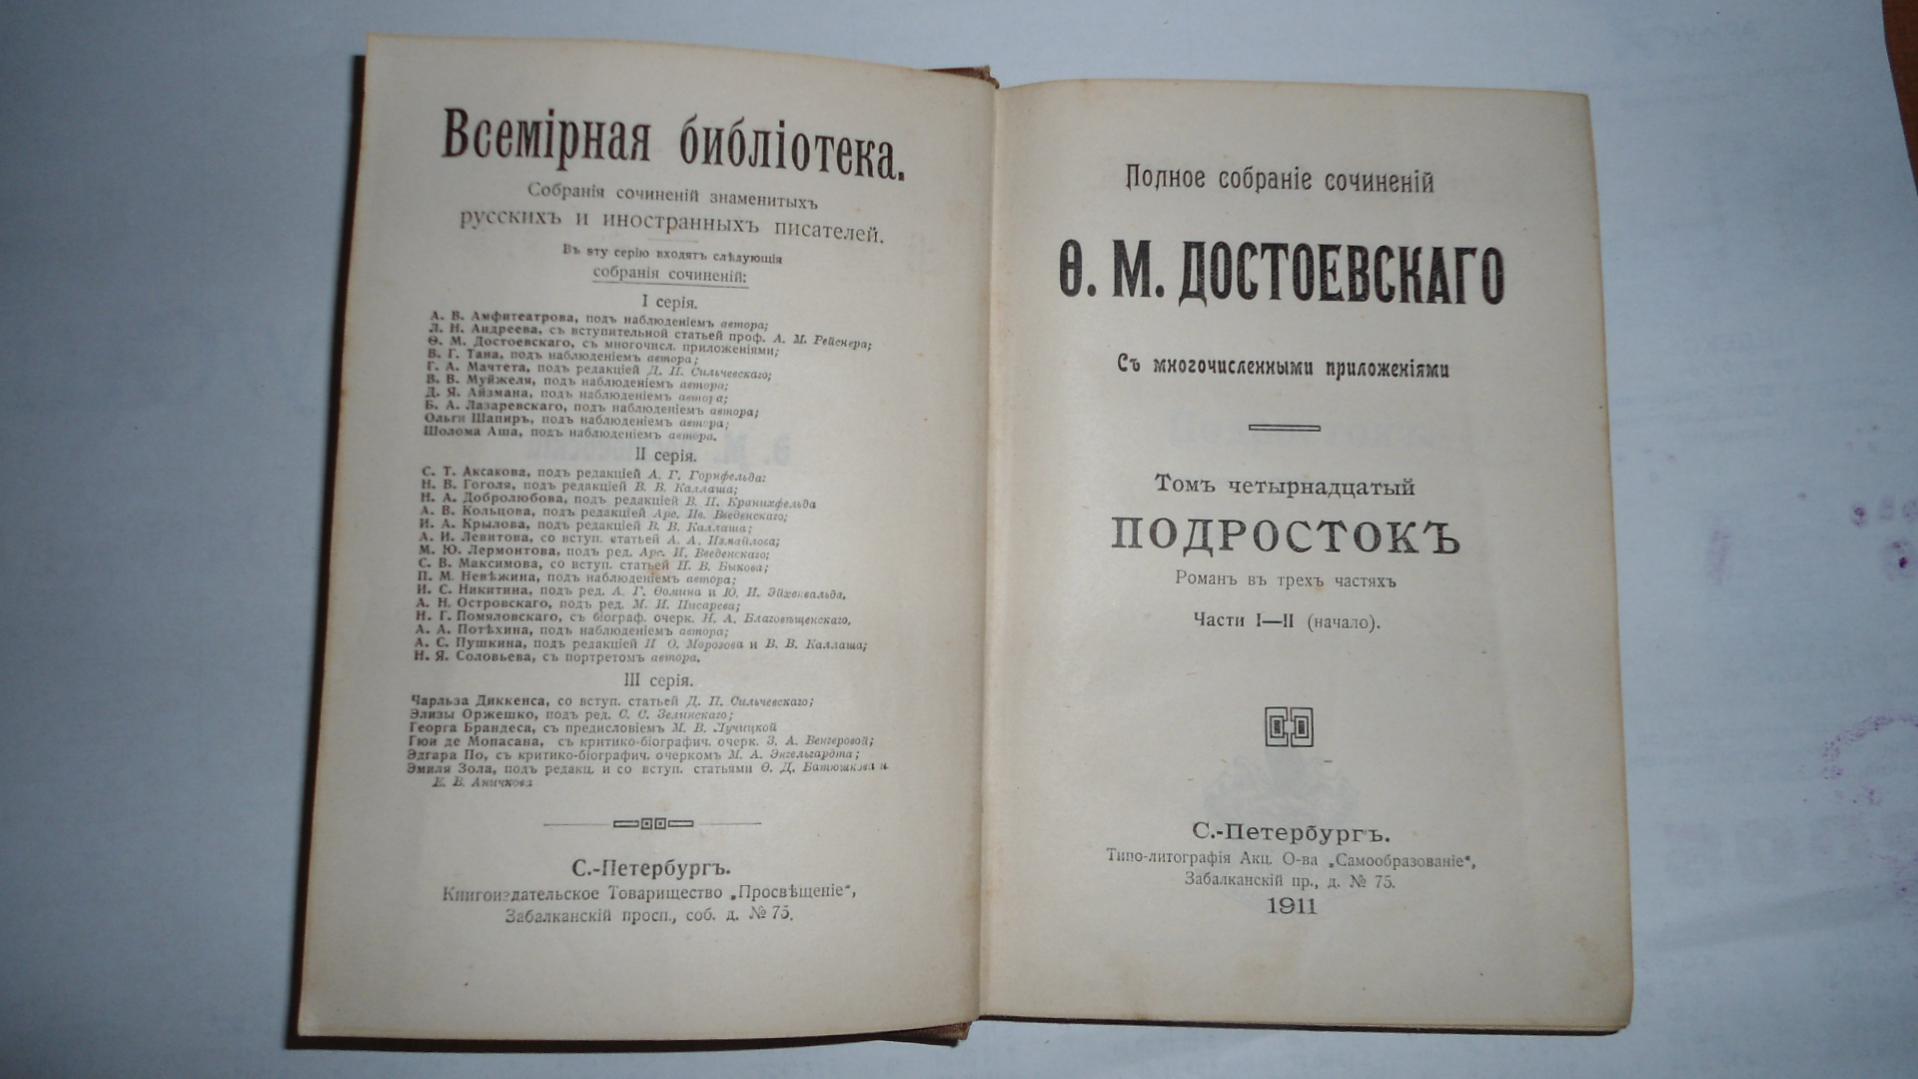 Всемірная библіотека.
Собранія сочиненій знаменитыхъ
русскихъ и иностранныхъ писателей.
Въ эту серію входятъ слѣдующія
собранія сочиненій:
I серія.
А. В. Амфитеатрова, подъ наблюденіемъ автора;
Л. Н. Андреева, съ вступительной статьей проф. А. М. Рейснера;
Ѳ. М. Достоевскаго, съ многочисл. приложеніями;
В. Г. Тана, подъ наблюденіемъ автора;
Г. А. Мачтета, подъ редакціей Д. П. Сильчевскаго;
В. В. Муйжеля, подъ наблюденіемъ автора;
Д. Я. Айзмана, подъ наблюденіемъ автора;
Б. А. Лазаревскаго, подъ наблюденіемъ автора;
Ольги Шапиръ, подъ наблюденіемъ автора;
Шолома Аша, подъ наблюденіемъ автора.
II серія.
С. Т. Аксакова, подъ редакціей А. Г. Горнфельда;
Н. В. Гоголя, подъ редакціей В. В. Каллаша;
Н. А. Добролюбова, подъ редакціей В. П. Кранихфельда
А. В. Кольцова, подъ редакціей Арс. Ив. Введенскаго;
И. А. Крылова, подъ редакціей В. В. Каллаша;
А. И. Левитова, со вступ. статьей А. А. Измайлова;
М. Ю. Лермонтова, подъ ред. Арс. И. Введенскаго;
С. В. Максимова, со вступ. статьей П. В. Быкова;
П. М. Невѣжина, подъ наблюденіемъ автора;
И. С. Никитина, подъ ред. А. Г. Ѳомина и Ю. И. Эйхенвальда.
А. Н. Островскаго, подъ ред. М. И. Писарева;
Н. Г. Помяловскаго, съ біограф. очерк. Н. А. Благовѣщенскаго.
А. А. Потѣхина, подъ наблюденіемъ автора;
А. С. Пушкина, подъ редакціей П О. Морозова и В. В. Каллаша;
Н. Я. Соловьева, съ портретомъ автора.
III серія.
Чарльза Диккенса, со вступ. статьей Д. П. Сильчевскаго;
Элизы Оржешко, подъ ред. С. С. Зелинскаго;
Георга Брандеса, съ предисловіемъ М. В. Лучицкой
Гюи де Мопасана, съ критико-біографич. очерк. З. А. Венгеровой;
Эдгара По, съ критико-біографич. очеркомъ М. А. Энгельгардта;
Эмиля Зола, подъ редакц. и со вступ. статьями Ѳ. Д. Батюшкова и
Е. В. Аничкова
С.-Петербургъ.
Книгоиздательское Товарищество „Просвѣщеніе“,
Забалканскій просп., соб. д. № 75.
Полное собраніе сочиненій
Ѳ. М. ДОСТОЕВСКАГО
Съ многочисленными приложеніями
Томъ четырнадцатый
ПОДРОСТОКЪ
Романъ въ трехъ частяхъ
Части I—II (начало).
С.-Петербургъ.
Типо-литографія Акц. О-ва „Самообразованіе“,
Забалканскій пр., д. № 75.
1911